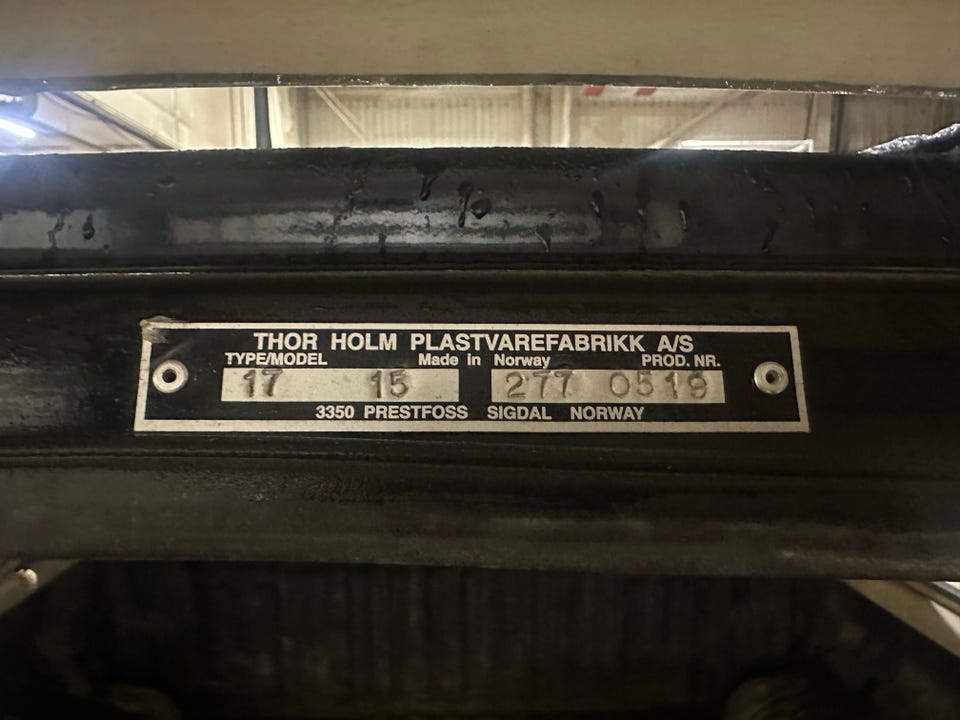 THOR HOLM PLASTVAREFABRIKK A/S
TYPE/MODEL Made in Norway PROD. NR.
17 15 277 0519
3350 PRESTFOSS SIGDAL NORWAY